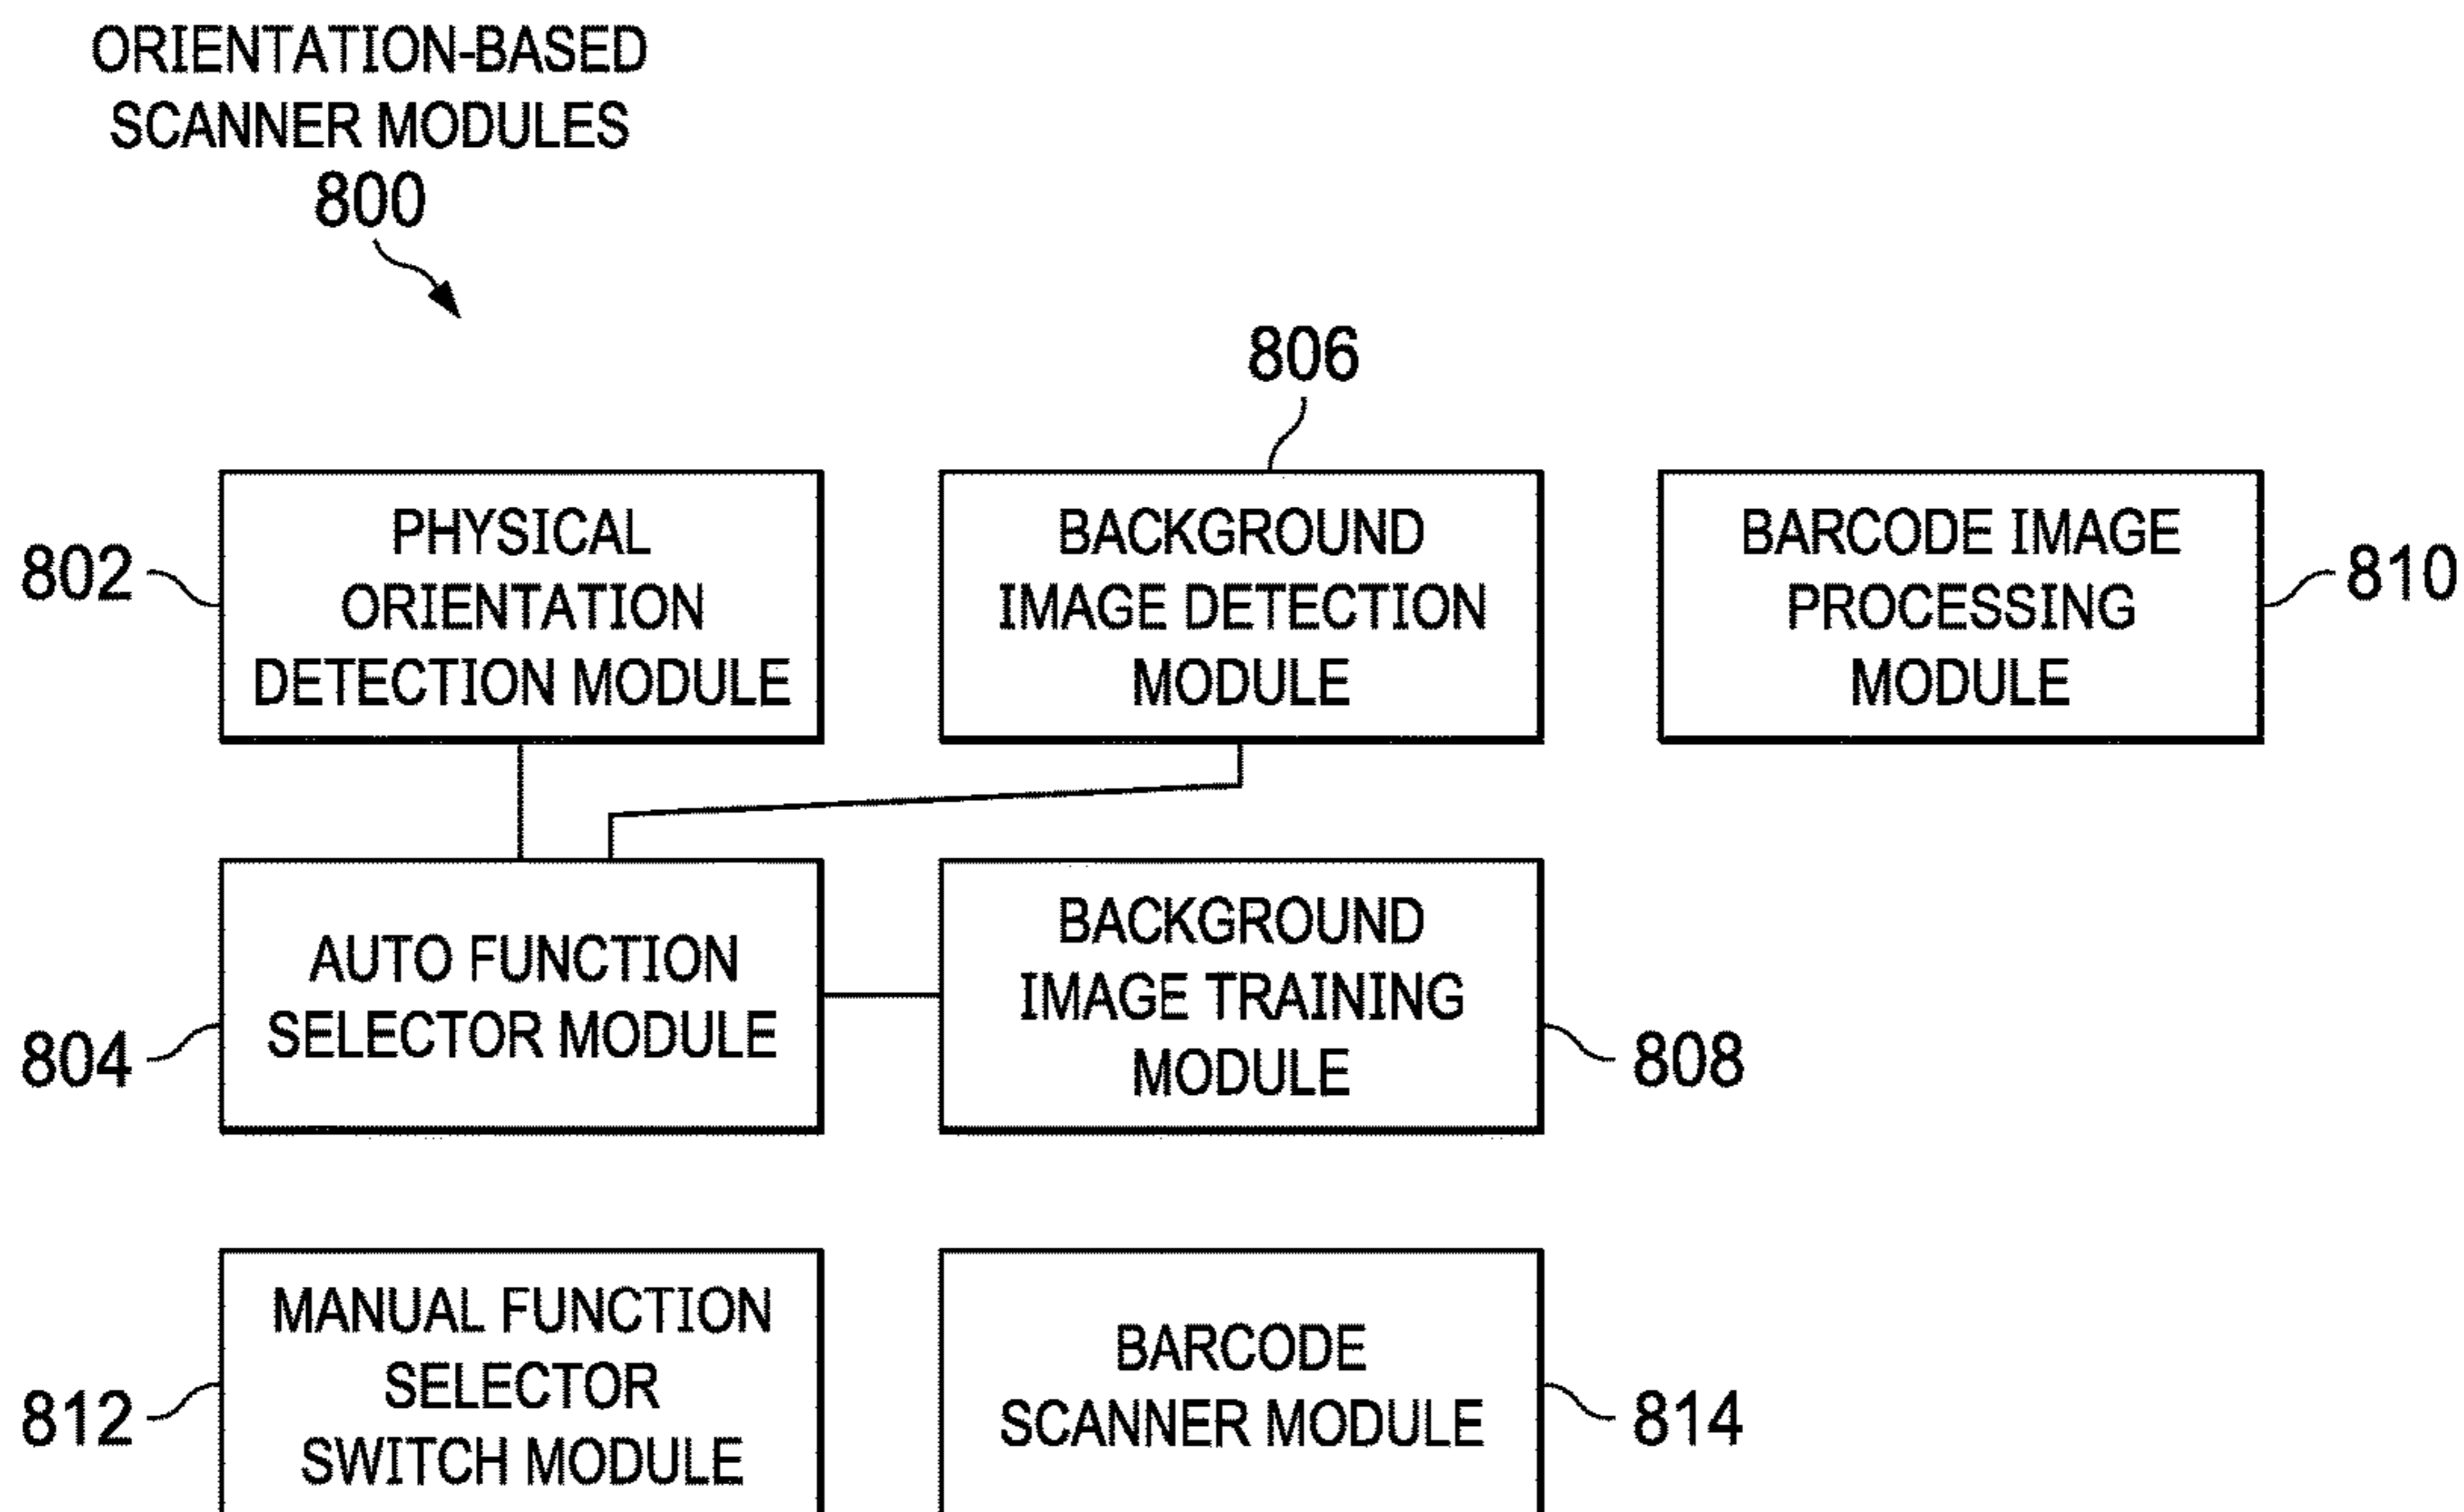 ORIENTATION-BASED
SCANNER MODULES
800
806
802
PHYSICAL
ORIENTATION
DETECTION MODULE
BACKGROUND
IMAGE DETECTION
MODULE
BARCODE IMAGE
PROCESSING
MODULE
810
804
AUTO FUNCTION
SELECTOR MODULE
BACKGROUND
IMAGE TRAINING
MODULE
808
812
MANUAL FUNCTION
SELECTOR
SWITCH MODULE
BARCODE
SCANNER MODULE
814